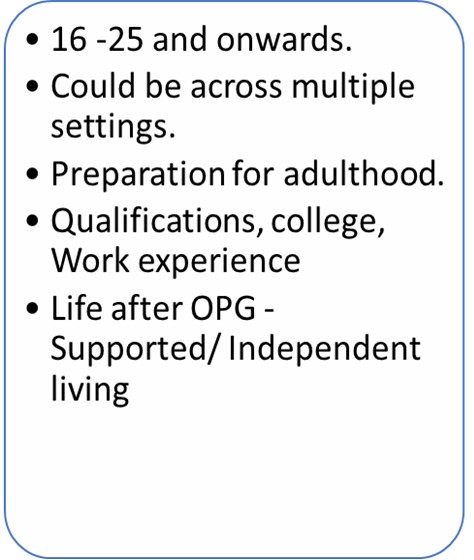 • 16 -25 and onwards.
• Could be across multiple
settings.
• Preparation for adulthood.
• Qualifications, college,
Work experience
• Life after OPG -
Supported/ Independent
living